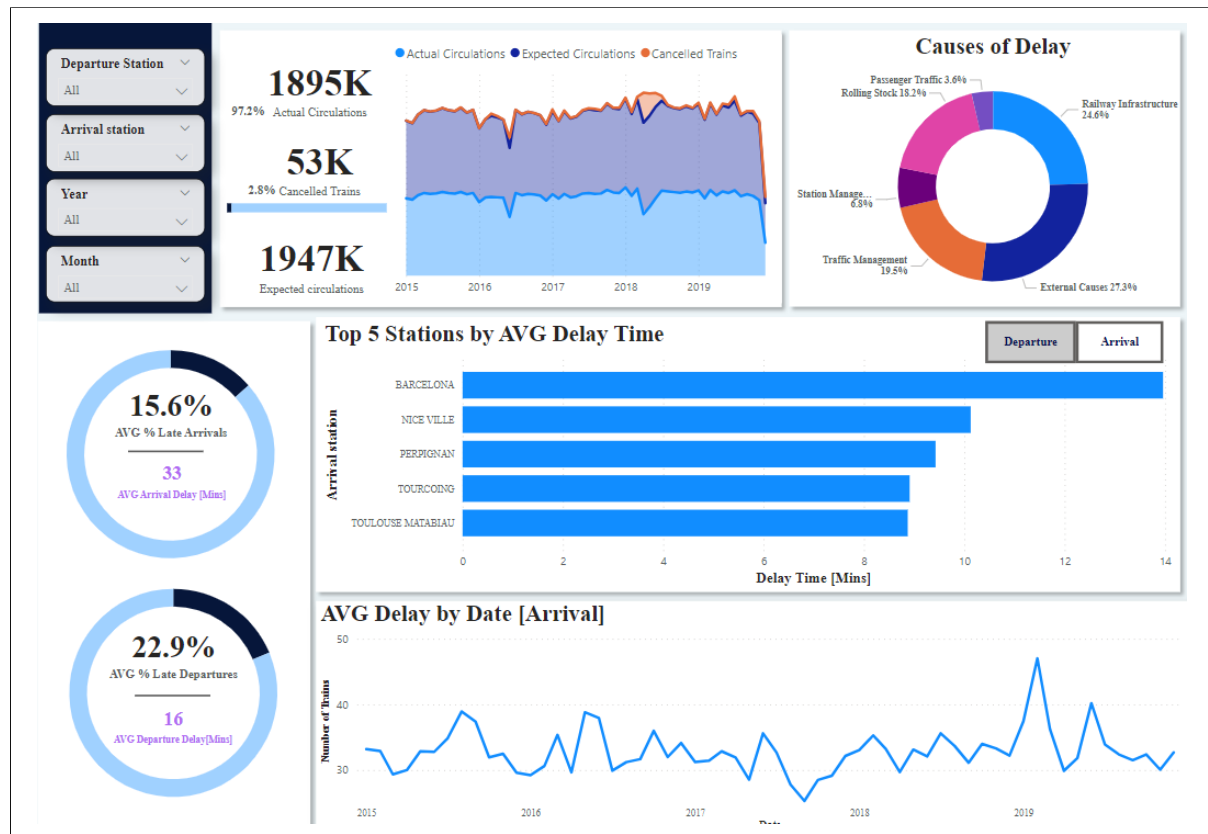 Departure Station
All
Arrival station
All
Year
All
Month
All
1895K
97.2% Actual Circulations
53K
2.8% Cancelled Trains
1947K
Expected circulations
Actual Circulations Expected Circulations Cancelled Trains
2015 2016 2017 2018 2019
Causes of Delay
Passenger Traffic 3.6%
Rolling Stock 18.2%
Railway Infrastructure
24.6%
Station Manage...
6.8%
Traffic Management
19.5%
External Causes 27.3%
15.6%
AVG % Late Arrivals
33
AVG Arrival Delay [Mins]
22.9%
AVG % Late Departures
16
AVG Departure Delay[Mins]
Top 5 Stations by AVG Delay Time
Departure Arrival
Arrival station
BARCELONA
NICE VILLE
PERPIGNAN
TOURCOING
TOULOUSE MATABIAU
0 2 4 6 8 10 12 14
Delay Time [Mins]
AVG Delay by Date [Arrival]
Number of Trains
50
40
30
2015 2016 2017 2018 2019